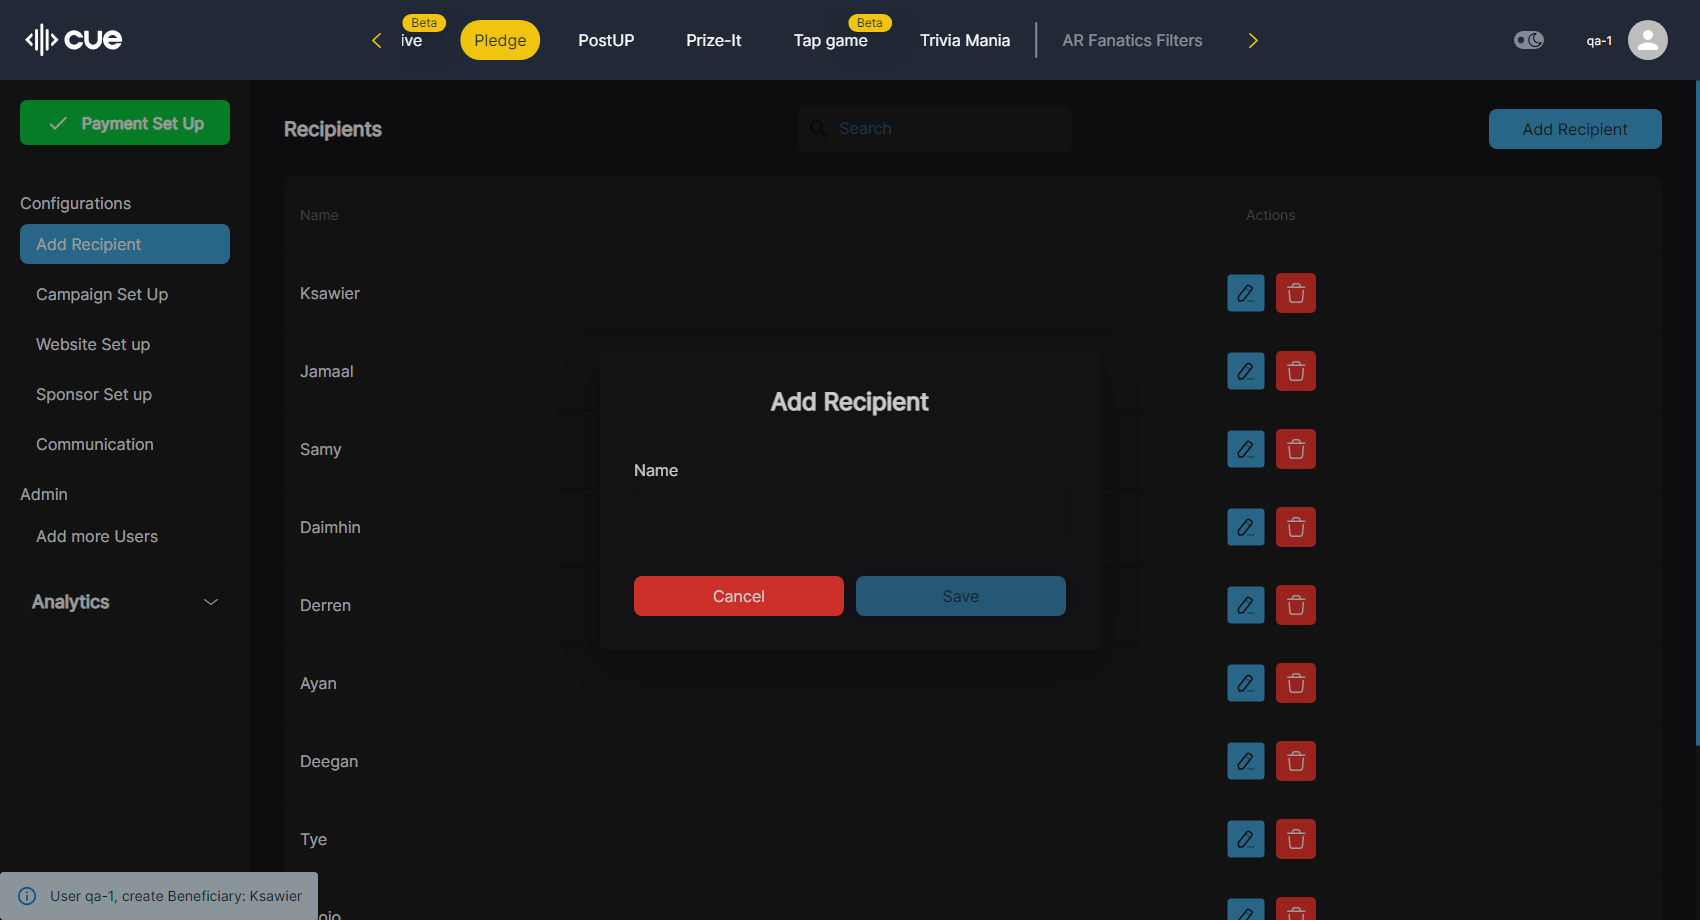 cue
Beta
ive
Pledge
PostUP
Prize-It
Beta
Tap game
Trivia Mania
AR Fanatics Filters
qa-1
Payment Set Up
Configurations
Add Recipient
Campaign Set Up
Website Set up
Sponsor Set up
Communication
Admin
Add more Users
Analytics
Recipients
Search
Add Recipient
Name
Actions
Ksawier
Jamaal
Samy
Daimhin
Derren
Ayan
Deegan
Tye
Add Recipient
Name
Cancel
Save
User qa-1, create Beneficiary: Ksawier